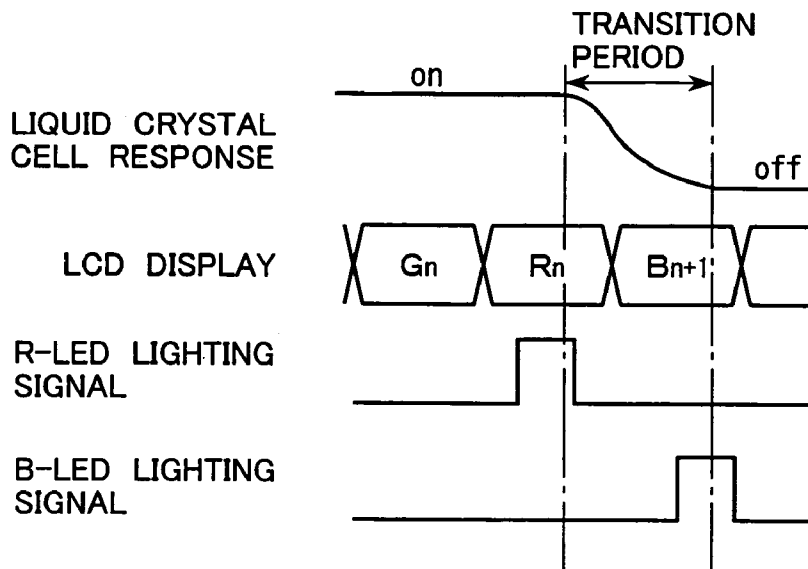 TRANSITION
PERIOD
on
LIQUID CRYSTAL
CELL RESPONSE
off
LCD DISPLAY
Gn
Rn
Bn+1
R-LED LIGHTING
SIGNAL
B-LED LIGHTING
SIGNAL